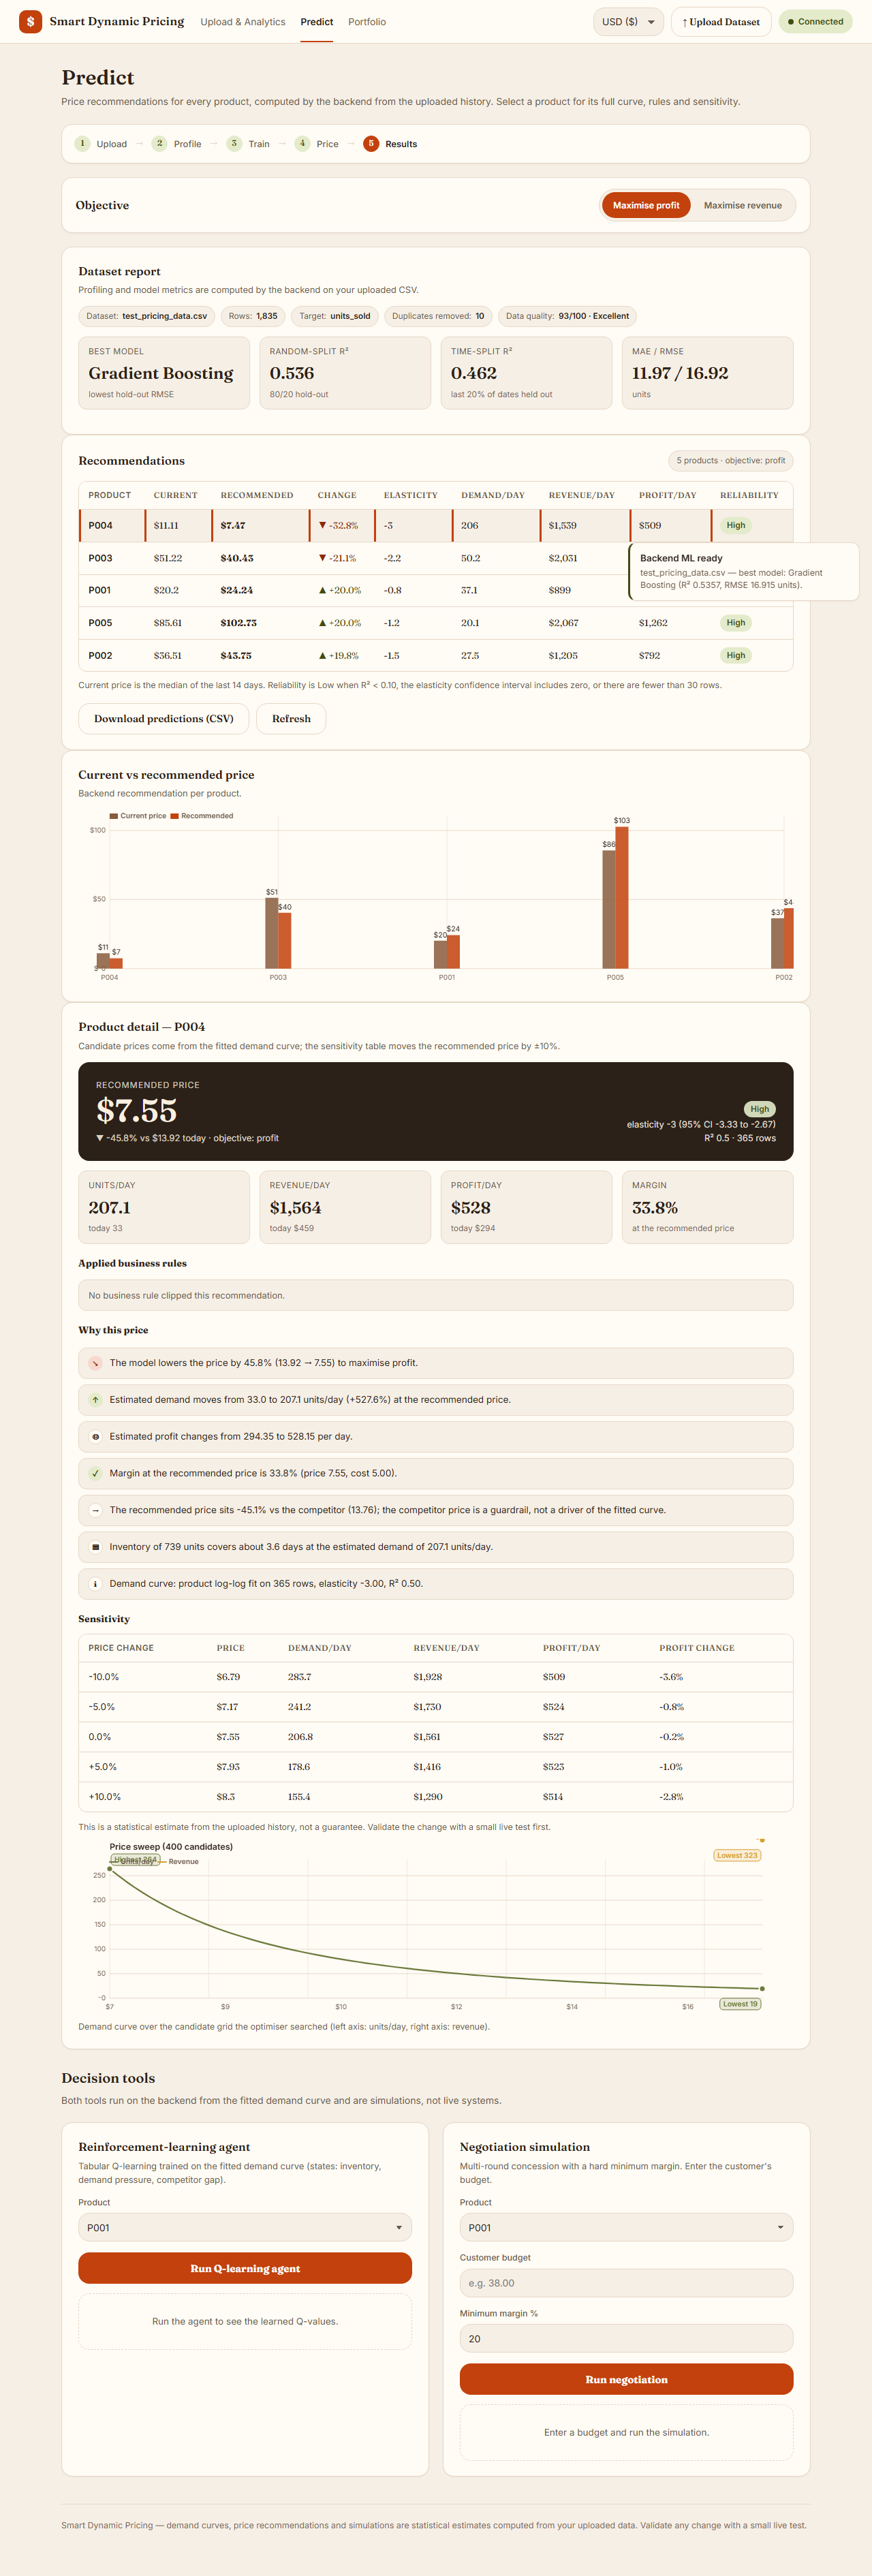 $ Smart Dynamic Pricing Upload & Analytics Predict Portfolio USD ($) ↑ Upload Dataset Connected
Predict
Price recommendations for every product, computed by the backend from the uploaded history. Select a product for its full curve, rules and sensitivity.
1 Upload → 2 Profile → 3 Train → 4 Price → 5 Results
Objective Maximise profit Maximise revenue
Dataset report
Profiling and model metrics are computed by the backend on your uploaded CSV.
Dataset: test_pricing_data.csv Rows: 1,835 Target: units_sold Duplicates removed: 10 Data quality: 93/100 · Excellent
BEST MODEL RANDOM-SPLIT R² TIME-SPLIT R² MAE / RMSE
Gradient Boosting 0.536 0.462 11.97 / 16.92
lowest hold-out RMSE 80/20 hold-out last 20% of dates held out units
Recommendations 5 products · objective: profit
PRODUCT CURRENT RECOMMENDED CHANGE ELASTICITY DEMAND/DAY REVENUE/DAY PROFIT/DAY RELIABILITY
P004 $11.11 $7.47 ▼ -32.8% -3 206 $1,539 $509 High
P003 $51.22 $40.43 ▼ -21.1% -2.2 50.2 $2,031
Backend ML ready
test_pricing_data.csv — best model: Gradient
Boosting (R² 0.5357, RMSE 16.915 units).
P001 $20.2 $24.24 ▲ +20.0% -0.8 37.1 $899
P005 $85.61 $102.73 ▲ +20.0% -1.2 20.1 $2,067 $1,262 High
P002 $36.51 $43.75 ▲ +19.8% -1.5 27.5 $1,205 $792 High
Current price is the median of the last 14 days. Reliability is Low when R² < 0.10, the elasticity confidence interval includes zero, or there are fewer than 30 rows.
Download predictions (CSV) Refresh
Current vs recommended price
Backend recommendation per product.
Current price Recommended
$103
$100
$86
$51
$50
$40
$4
$37
$24
$20
$11
$7
P004 P003 P001 P005 P002
Product detail — P004
Candidate prices come from the fitted demand curve; the sensitivity table moves the recommended price by ±10%.
RECOMMENDED PRICE
$7.55 High
elasticity -3 (95% CI -3.33 to -2.67)
▼ -45.8% vs $13.92 today · objective: profit R² 0.5 · 365 rows
UNITS/DAY REVENUE/DAY PROFIT/DAY MARGIN
207.1 $1,564 $528 33.8%
today 33 today $459 today $294 at the recommended price
Applied business rules
No business rule clipped this recommendation.
Why this price
↘ The model lowers the price by 45.8% (13.92 → 7.55) to maximise profit.
↑ Estimated demand moves from 33.0 to 207.1 units/day (+527.6%) at the recommended price.
Estimated profit changes from 294.35 to 528.15 per day.
✓ Margin at the recommended price is 33.8% (price 7.55, cost 5.00).
→ The recommended price sits -45.1% vs the competitor (13.76); the competitor price is a guardrail, not a driver of the fitted curve.
Inventory of 739 units covers about 3.6 days at the estimated demand of 207.1 units/day.
i Demand curve: product log-log fit on 365 rows, elasticity -3.00, R² 0.50.
Sensitivity
PRICE CHANGE PRICE DEMAND/DAY REVENUE/DAY PROFIT/DAY PROFIT CHANGE
-10.0% $6.79 283.7 $1,928 $509 -3.6%
-5.0% $7.17 241.2 $1,730 $524 -0.8%
0.0% $7.55 206.8 $1,561 $527 -0.2%
+5.0% $7.93 178.6 $1,416 $523 -1.0%
+10.0% $8.3 155.4 $1,290 $514 -2.8%
This is a statistical estimate from the uploaded history, not a guarantee. Validate the change with a small live test first.
Price sweep (400 candidates)
Lowest 323
Highest 264
Units/day Revenue
250
200
150
100
50
-0
Lowest 19
$7 $9 $10 $12 $14 $16
Demand curve over the candidate grid the optimiser searched (left axis: units/day, right axis: revenue).
Decision tools
Both tools run on the backend from the fitted demand curve and are simulations, not live systems.
Reinforcement-learning agent
Tabular Q-learning trained on the fitted demand curve (states: inventory,
demand pressure, competitor gap).
Product
P001
Run Q-learning agent
Run the agent to see the learned Q-values.
Negotiation simulation
Multi-round concession with a hard minimum margin. Enter the customer's
budget.
Product
P001
Customer budget
e.g. 38.00
Minimum margin %
20
Run negotiation
Enter a budget and run the simulation.
Smart Dynamic Pricing — demand curves, price recommendations and simulations are statistical estimates computed from your uploaded data. Validate any change with a small live test.